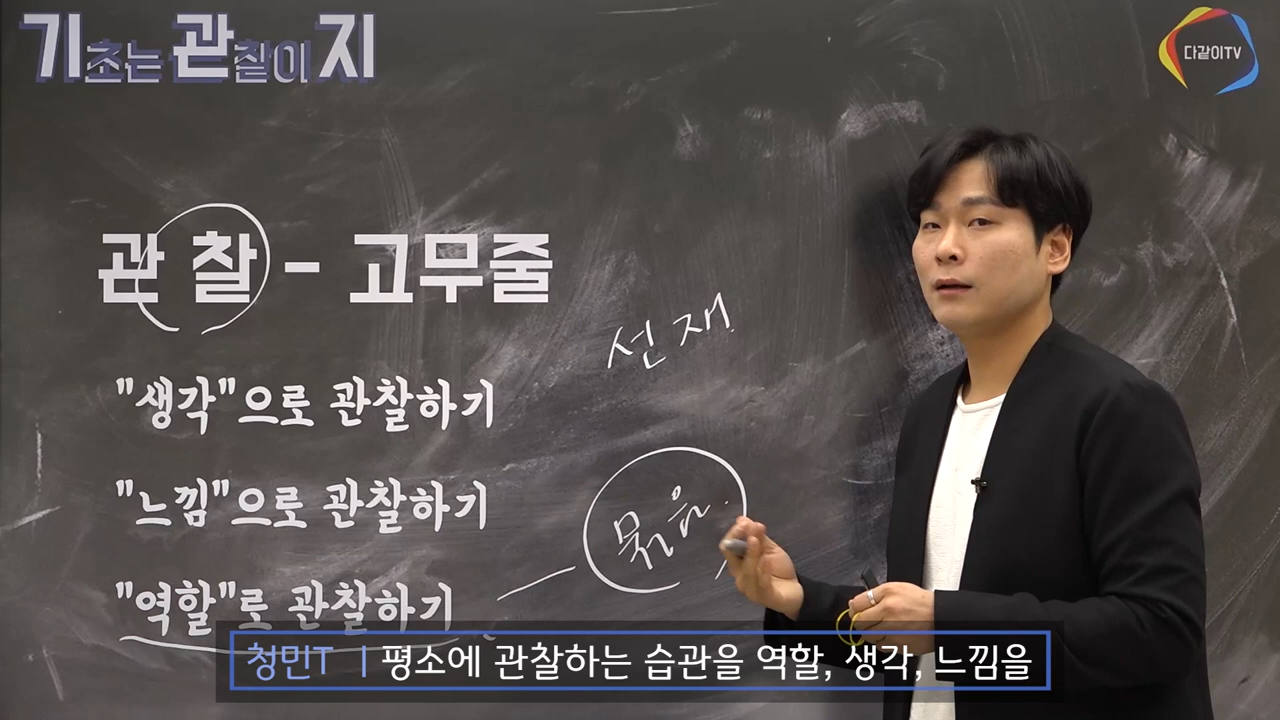 기초는 관찰이지
다같이TV
관찰 - 고무줄
선재
"생각"으로 관찰하기
"느낌"으로 관찰하기
묶음
"역할"로 관찰하기
청민T | 평소에 관찰하는 습관을 역할, 생각, 느낌을